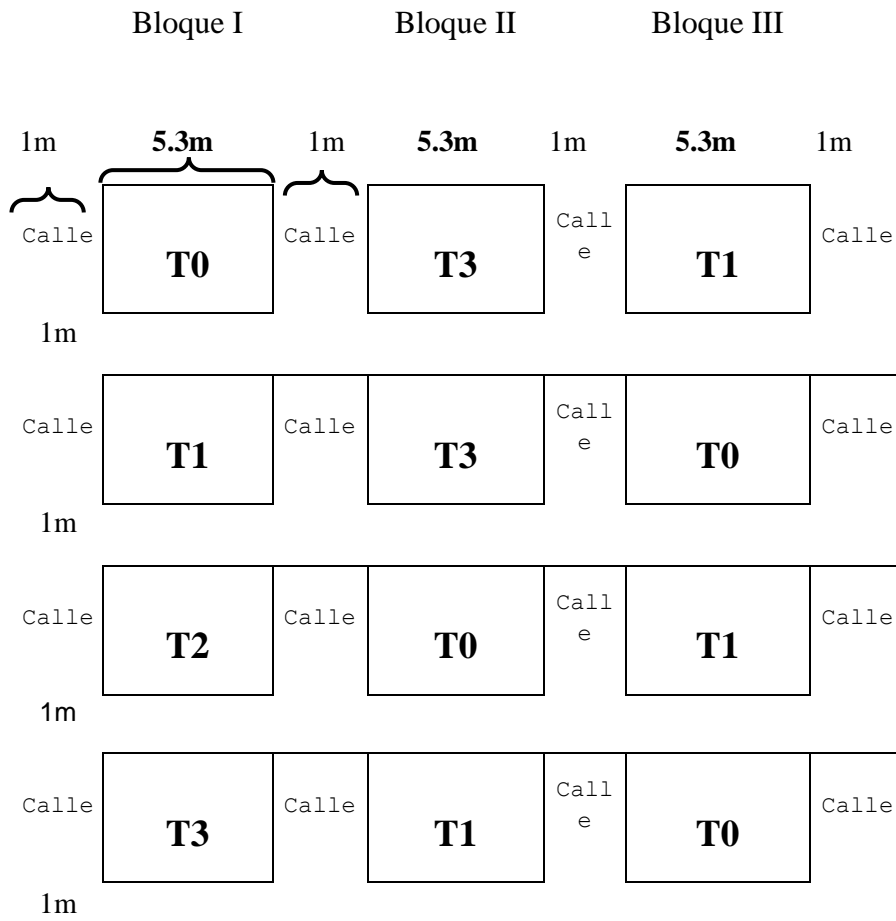 Bloque I Bloque II Bloque III
1m 5.3m 1m 5.3m 1m 5.3m 1m
Calle T0 Calle T3 Call
e T1 Calle
1m
Calle T1 Calle T3 Call
e T0 Calle
1m
Calle T2 Calle T0 Call
e T1 Calle
1m
Calle T3 Calle T1 Call
e T0 Calle
1m